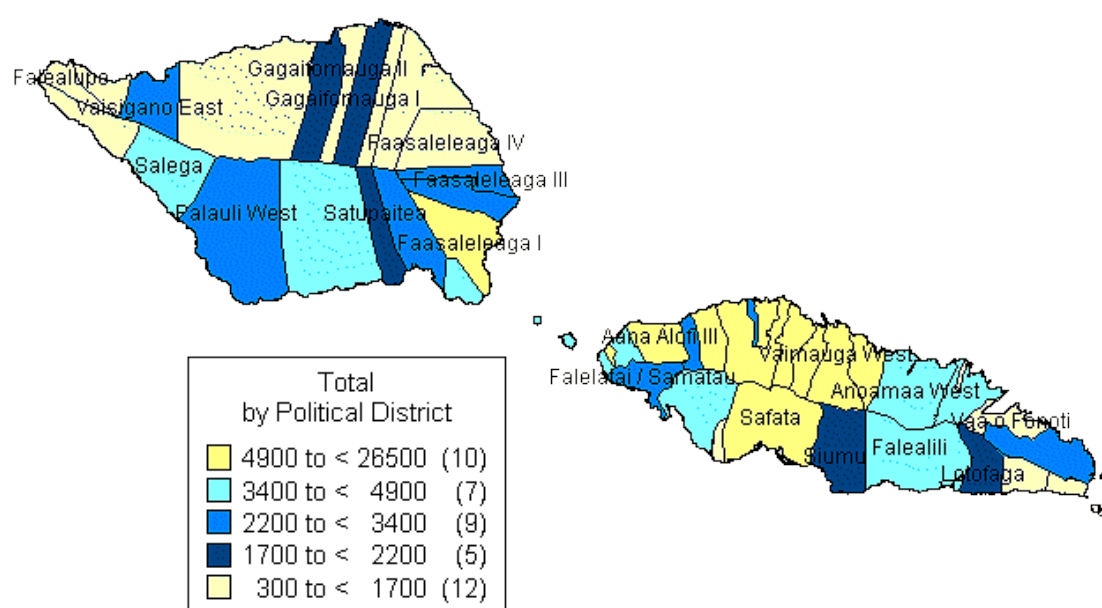 Gagaifomauga II
Falealupo
Gagaifomauga I
Vaisigano East
Faasaleleaga IV
Salega
Faasaleleaga III
Palauli West
Satupaitea
Faasaleleaga I
Aana Alofi III
Vaimauga West
Falelatai / Samatau
Anoamaa West
Safata
Vaa o Fonoti
Falealili
Siumu
Lotofaga
Total
by Political District
4900 to < 26500 (10)
3400 to < 4900 (7)
2200 to < 3400 (9)
1700 to < 2200 (5)
300 to < 1700 (12)